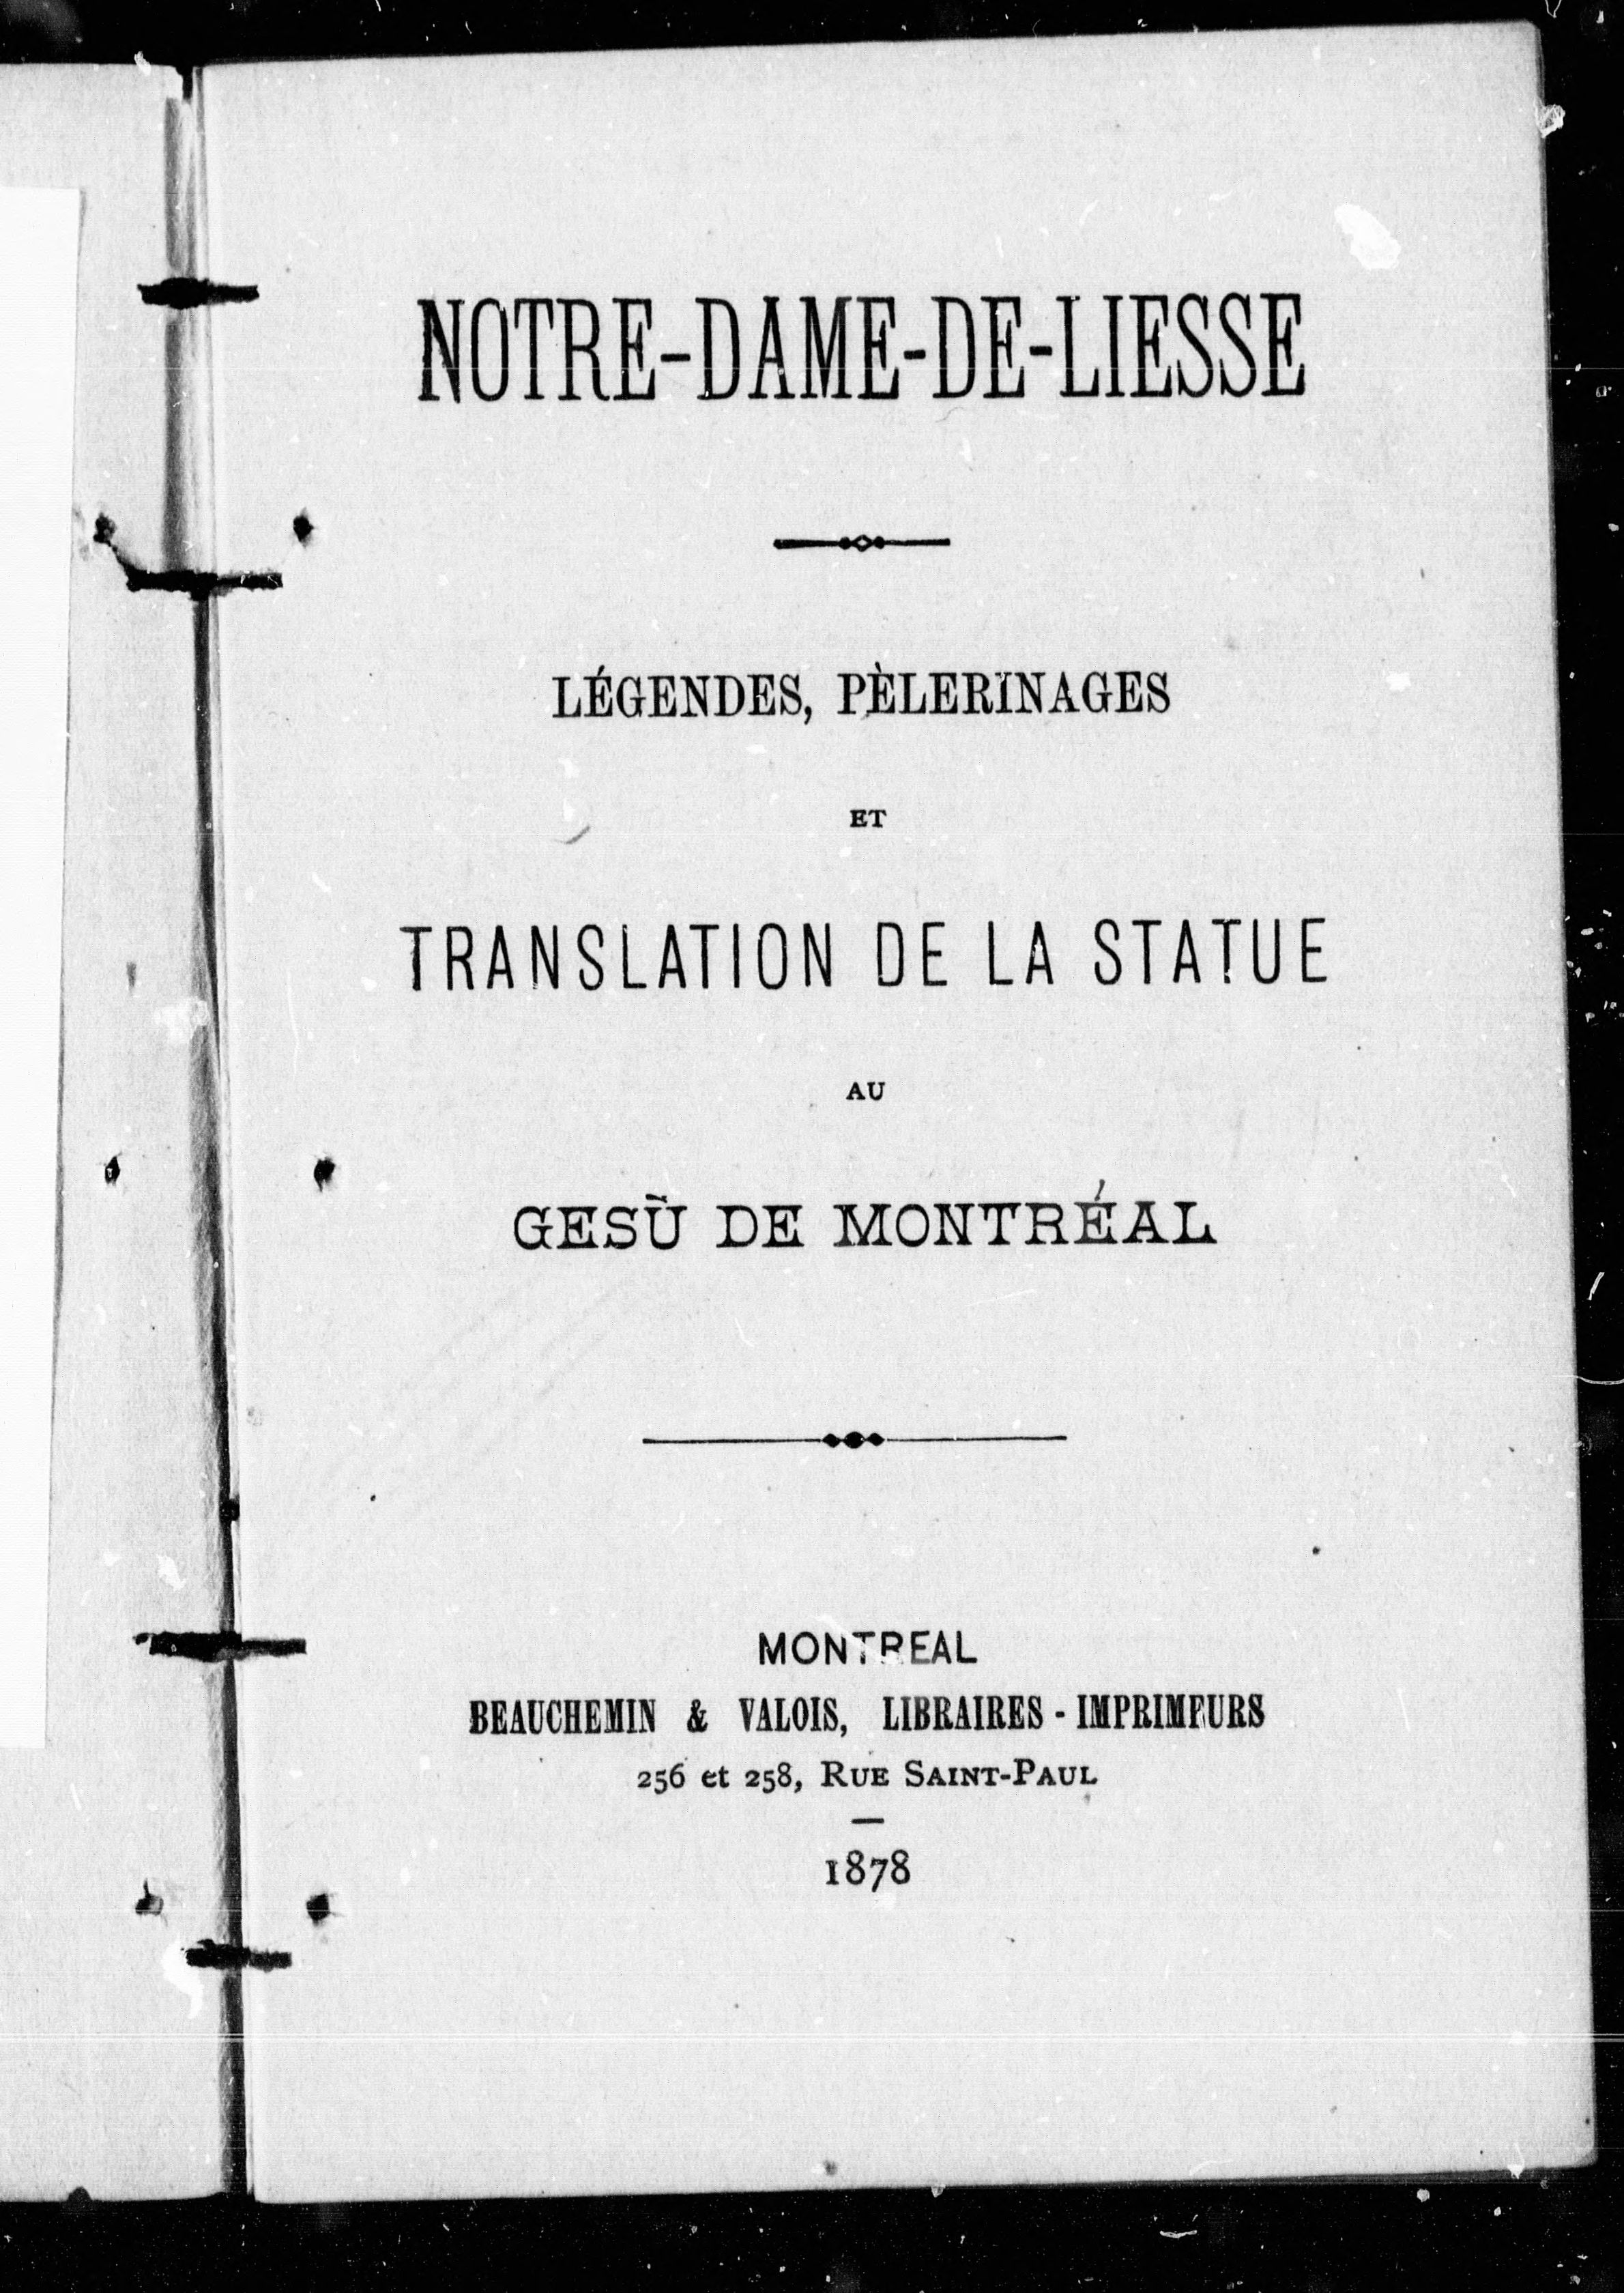 NOTRE-DAME-DE-LIESSE
LÉGENDES, PÈLERINAGES
ET
TRANSLATION DE LA STATUE
AU
GESÙ DE MONTRÉAL
MONTREAL
BEAUCHEMIN & VALOIS, LIBRAIRES-IMPRIMEURS
256 et 258, RUE SAINT-PAUL
1878